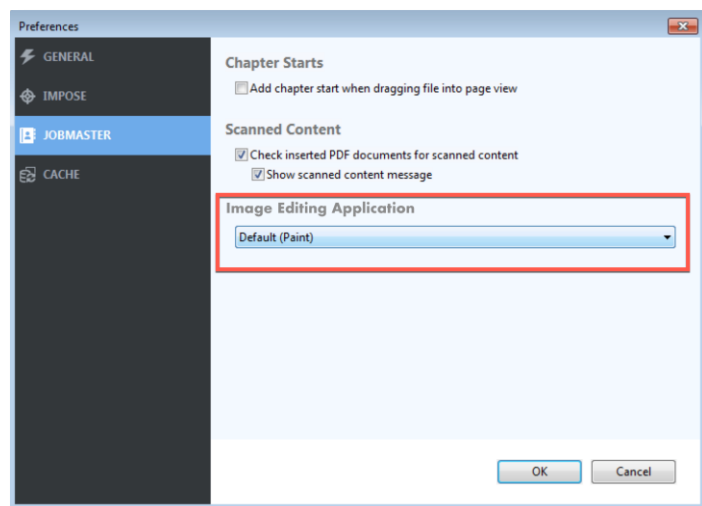 Preferences
GENERAL
IMPOSE
JOBMASTER
CACHE
Chapter Starts
Add chapter start when dragging file into page view
Scanned Content
Check inserted PDF documents for scanned content
Show scanned content message
Image Editing Application
Default (Paint)
OK
Cancel